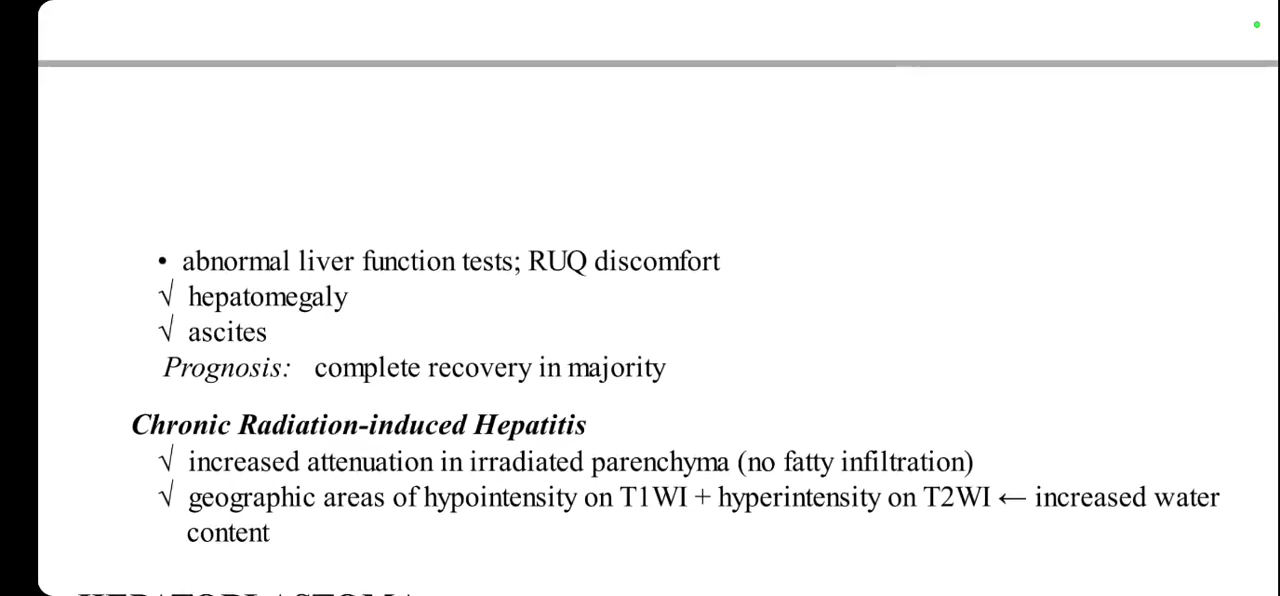 • abnormal liver function tests; RUQ discomfort
√ hepatomegaly
√ ascites
Prognosis: complete recovery in majority
Chronic Radiation-induced Hepatitis
√ increased attenuation in irradiated parenchyma (no fatty infiltration)
√ geographic areas of hypointensity on T1WI + hyperintensity on T2WI ← increased water
content
HEPATOBLASTOMA